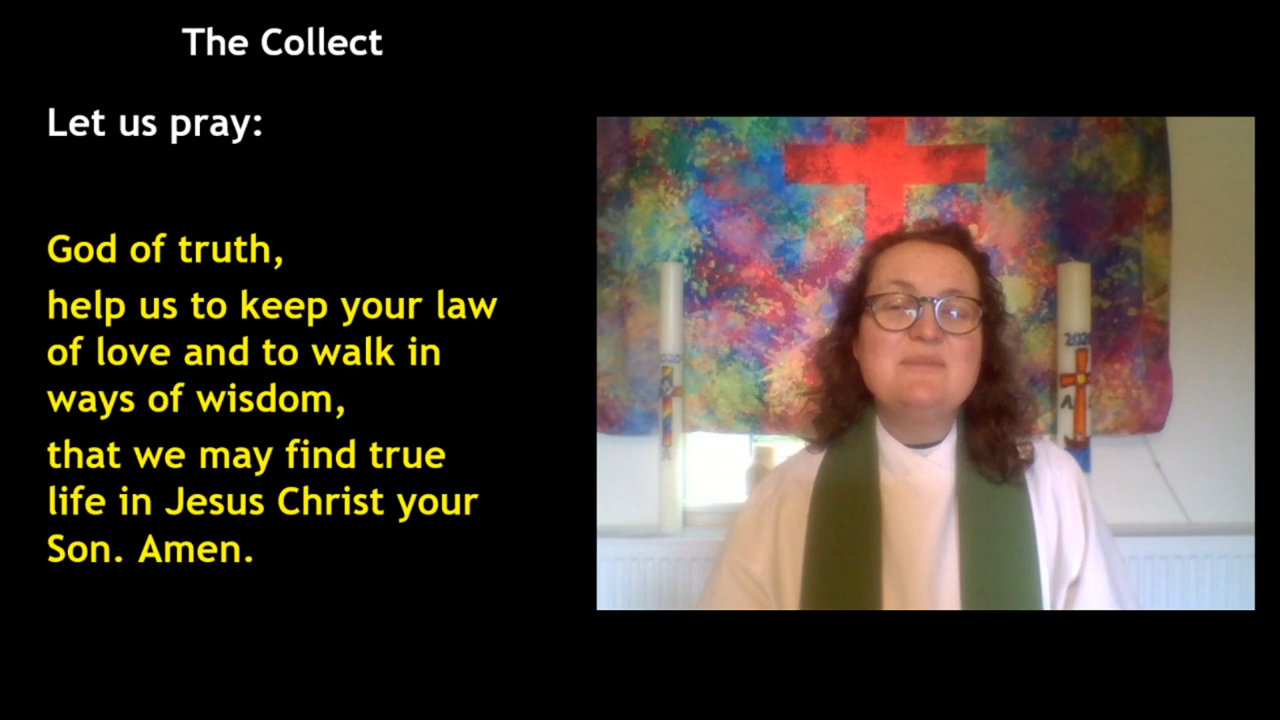 The Collect
Let us pray:
God of truth,
help us to keep your law
of love and to walk in
ways of wisdom,
that we may find true
life in Jesus Christ your
Son. Amen.